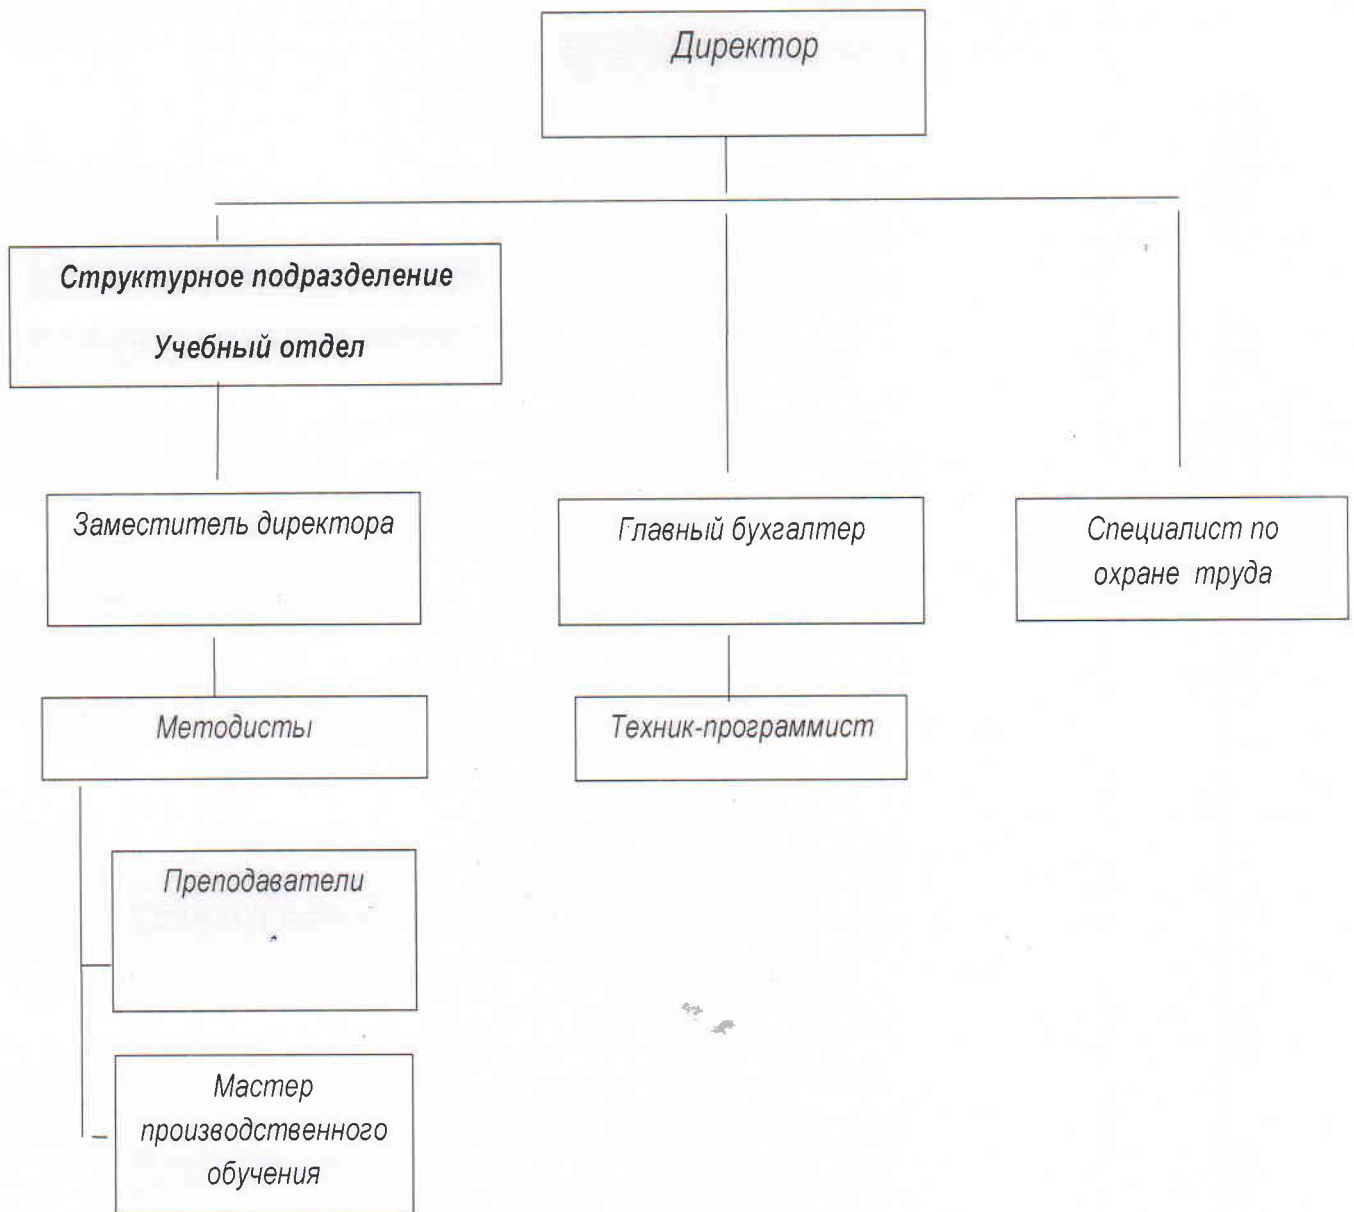 Директор
Структурное подразделение
Учебный отдел
Заместитель директора
Главный бухгалтер
Специалист по
охране труда
Методисты
Техник-программист
Преподаватели
Мастер
производственного
обучения